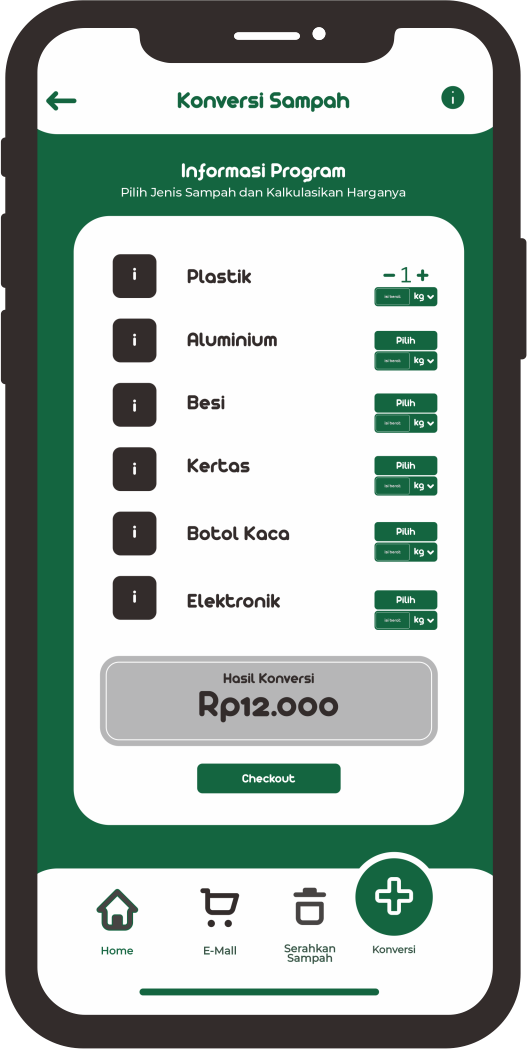 Konversi Sampah
i
Informasi Program
Pilih Jenis Sampah dan Kalkulasikan Harganya
i
Plastik
1
isi berat
kg
i
Aluminium
Pilih
isi berat
kg
i
Besi
Pilih
isi berat
kg
i
Kertas
Pilih
isi berat
kg
i
Botol Kaca
Pilih
isi berat
kg
i
Elektronik
Pilih
isi berat
kg
Hasil Konversi
Rp12.000
Checkout
Home
E-Mall
Serahkan
Sampah
Konversi